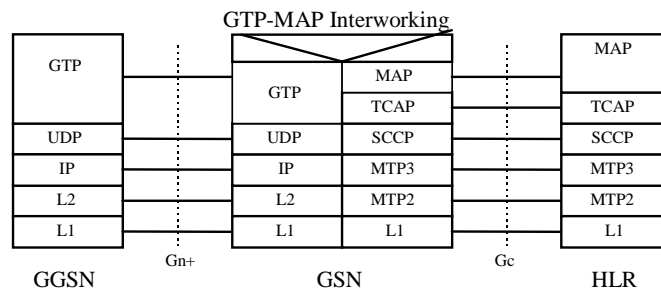 GTP-MAP Interworking
GTP
MAP
MAP
GTP
TCAP
TCAP
UDP
UDP
SCCP
SCCP
IP
IP
MTP3
MTP3
L2
L2
MTP2
MTP2
L1
L1
L1
L1
Gn+
Gc
GGSN
GSN
HLR